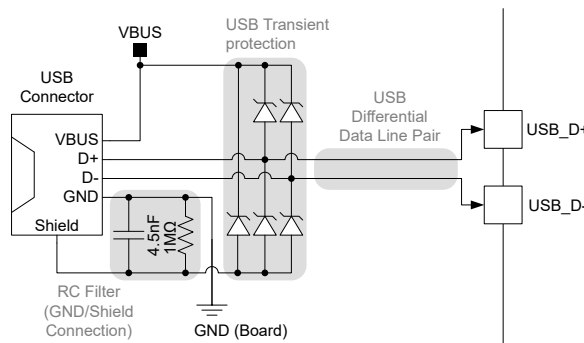 USB Transient
protection
VBUS
USB
Connector
USB
Differential
Data Line Pair
VBUS
D+
D-
GND
Shield
USB_D+
USB_D-
4.5nF
1MΩ
RC Filter
(GND/Shield
Connection)
GND (Board)